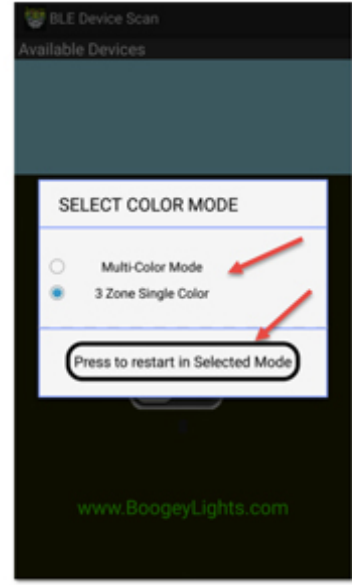 BLE Device Scan
Available Devices
SELECT COLOR MODE
Multi-Color Mode
3 Zone Single Color
Press to restart in Selected Mode
www.BoogeyLights.com